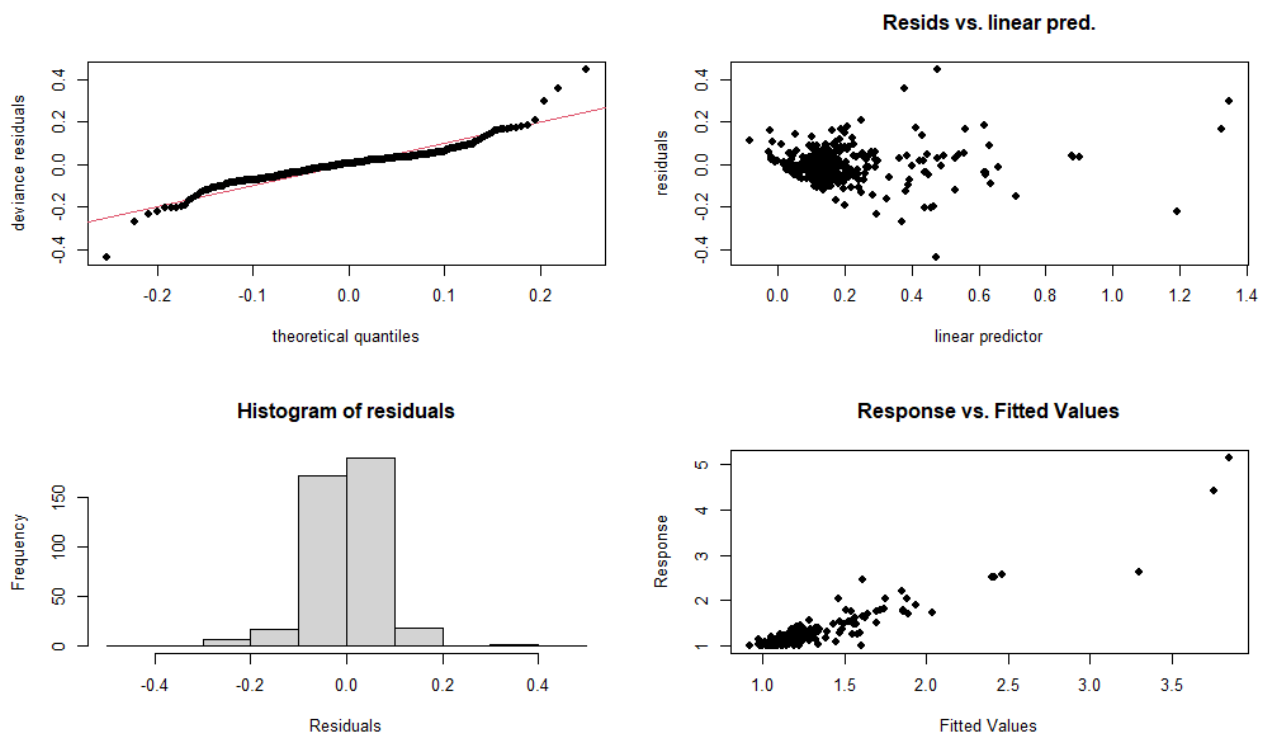 deviance residuals
-0.4 -0.2 0.0 0.2 0.4
-0.2 -0.1 0.0 0.1 0.2
theoretical quantiles
Resids vs. linear pred.
residuals
-0.4 -0.2 0.0 0.2 0.4
0.0 0.2 0.4 0.6 0.8 1.0 1.2 1.4
linear predictor
Histogram of residuals
Frequency
0 50 100 150
-0.4 -0.2 0.0 0.2 0.4
Residuals
Response vs. Fitted Values
Response
1 2 3 4 5
1.0 1.5 2.0 2.5 3.0 3.5
Fitted Values